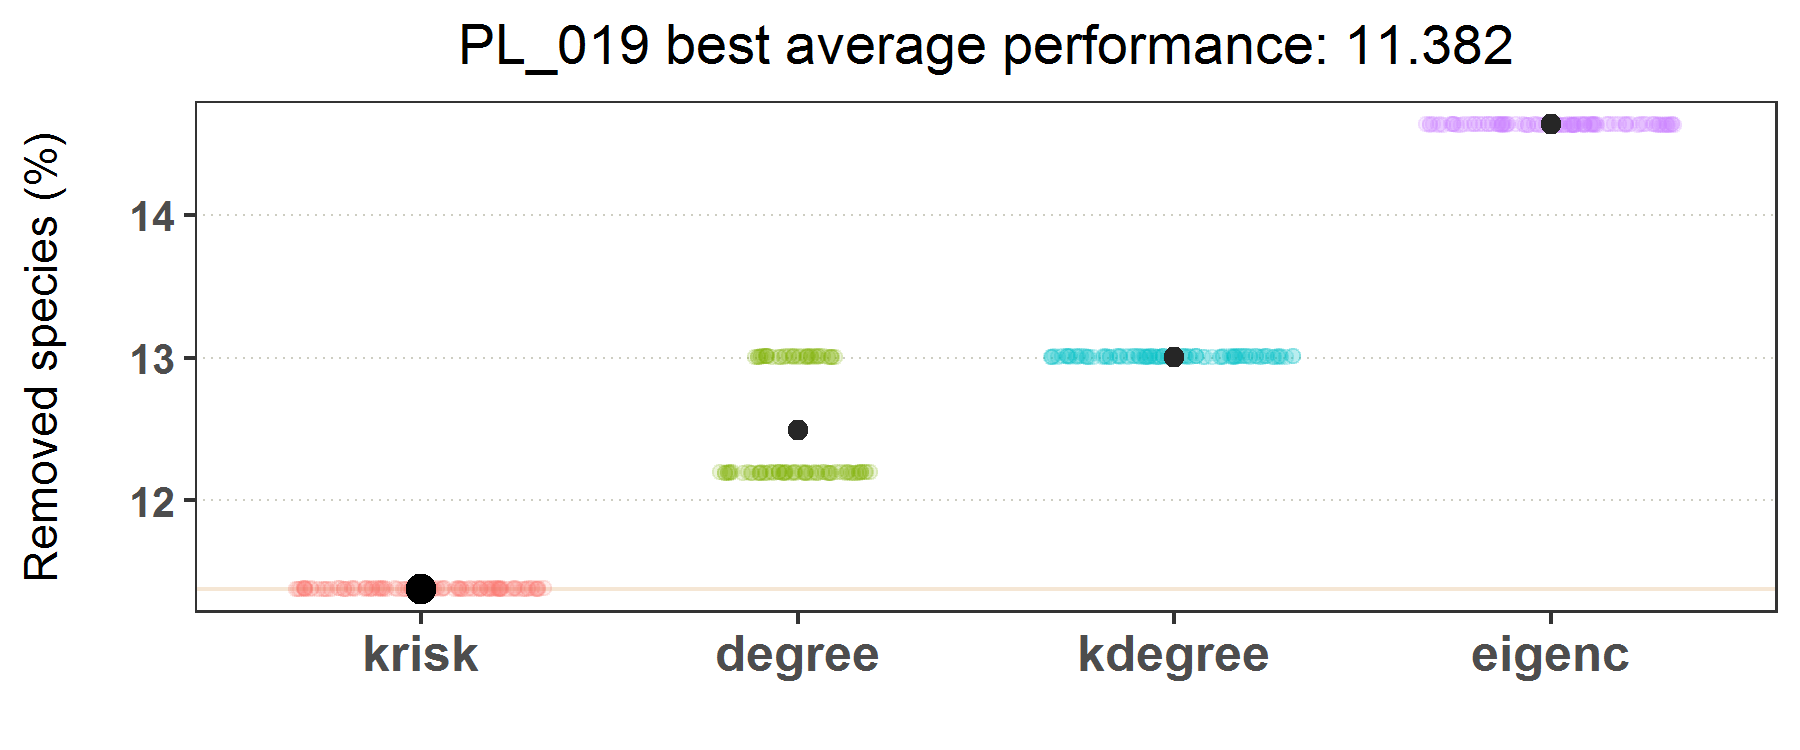 PL_019 best average performance: 11.382
Removed species (%)
14
13
12
krisk degree kdegree eigenc